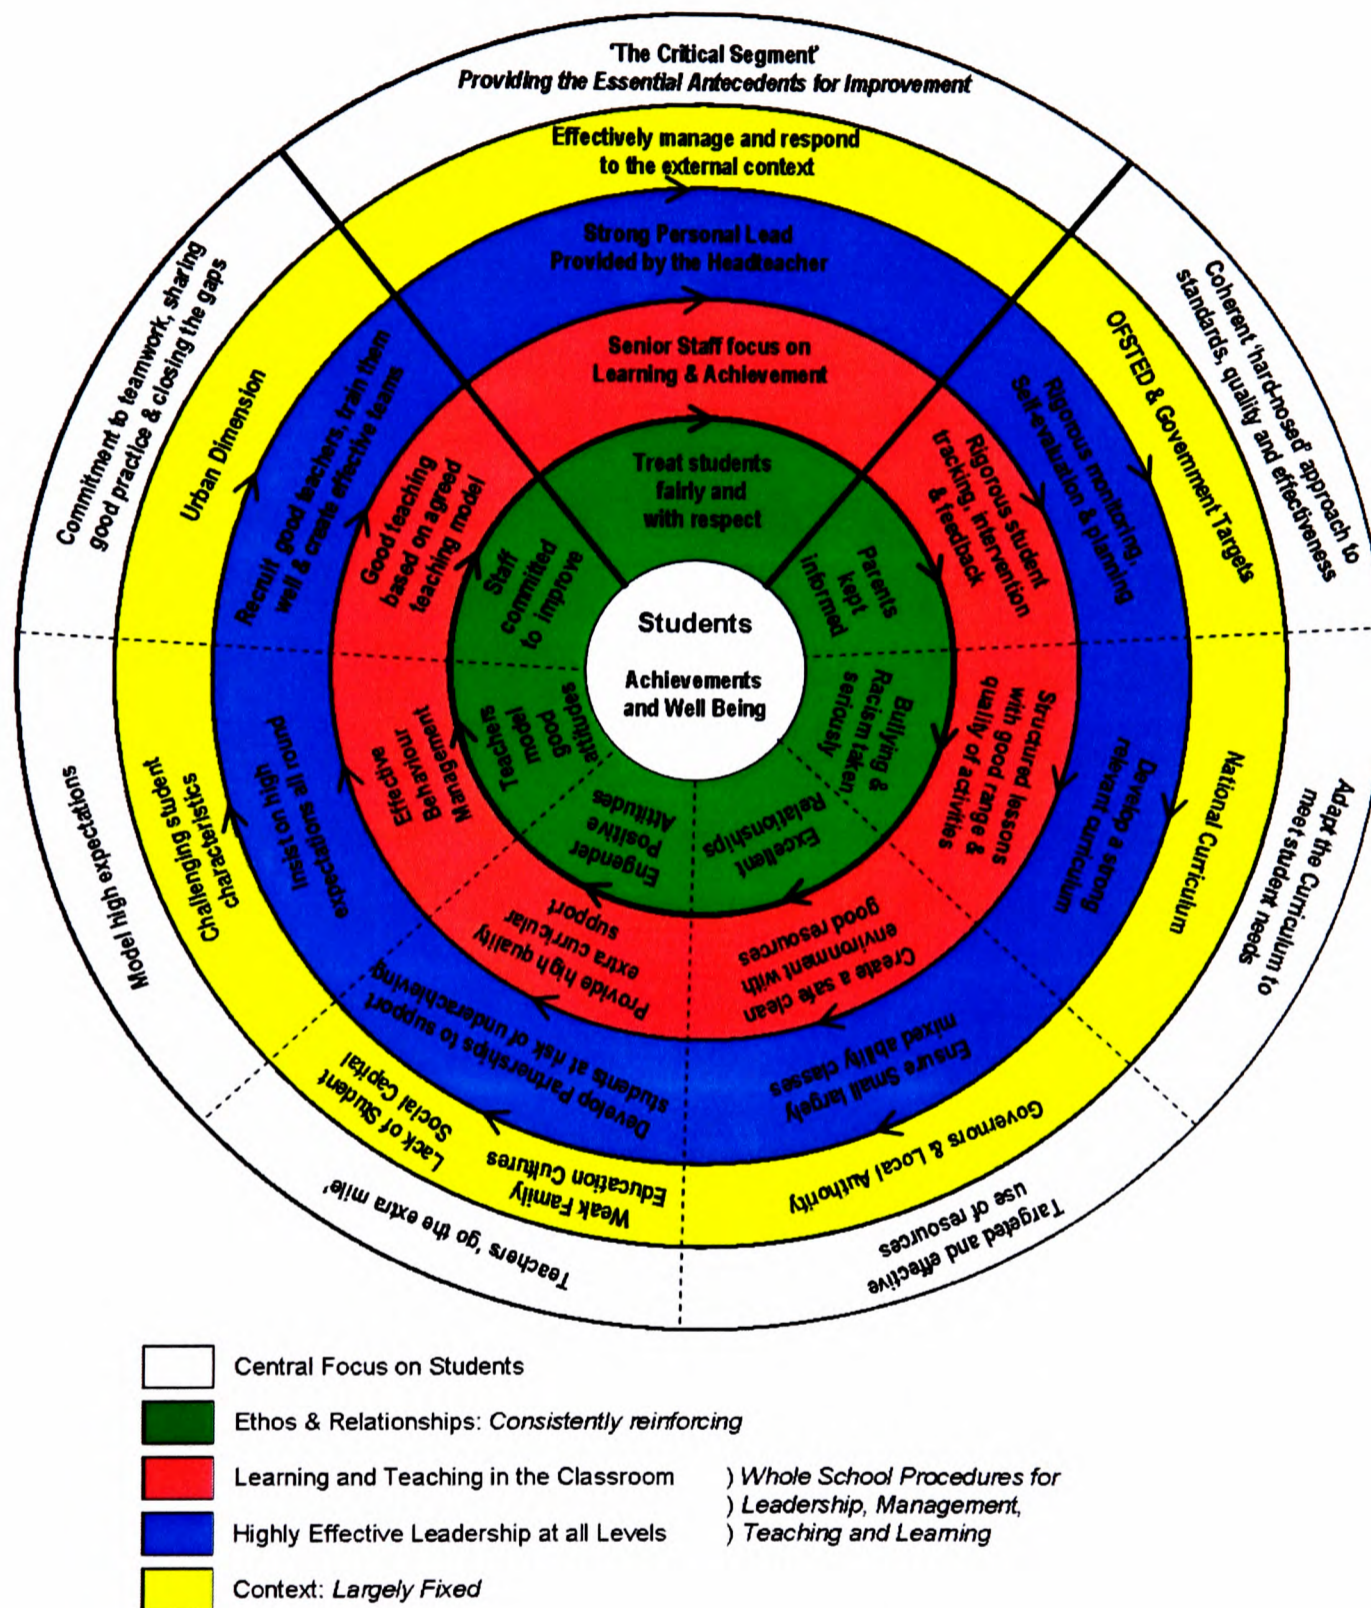 'The Critical Segment'
Providing the Essential Antecedents for Improvement
Effectively manage and respond
to the external context
Strong Personal Lead
Provided by the Headteacher
Senior Staff focus on
Learning & Achievement
Treat students
fairly and
with respect
Coherent 'hard-nosed' approach to
standards, quality and effectiveness
OFSTED & Government Targets
Rigorous monitoring,
Self-evaluation & planning
Rigorous student
tracking, intervention
& feedback
Parents
kept
informed
Adapt the Curriculum to
meet student needs
National Curriculum
Develop a strong
relevant curriculum
Structured lessons
with good range &
quality of activities
Bullying &
Racism taken
seriously
Targeted and effective
use of resources
Governors & Local Authority
Ensure Small largely
mixed ability classes
Create a safe clean
environment with
good resources
Excellent
Relationships
Teachers 'go the extra mile'
Weak Family
Education Cultures
Lack of Student
Social Capital
Develop Partnerships to support
students at risk of underachieving
Provide high quality
extra curricular
support
Engender
Positive
Attitudes
Model high expectations
Challenging student
characteristics
Insist on high
expectations all round
Effective
Behaviour
Management
Teachers
model
good
attitudes
Commitment to teamwork, sharing
good practice & closing the gaps
Urban Dimension
Recruit good teachers, train them
well & create effective teams
Good teaching
based on agreed
teaching model
Staff
committed
to improve
Students
Achievements
and Well Being
Central Focus on Students
Ethos & Relationships: Consistently reinforcing
Learning and Teaching in the Classroom ) Whole School Procedures for
) Leadership, Management,
Highly Effective Leadership at all Levels ) Teaching and Learning
Context: Largely Fixed